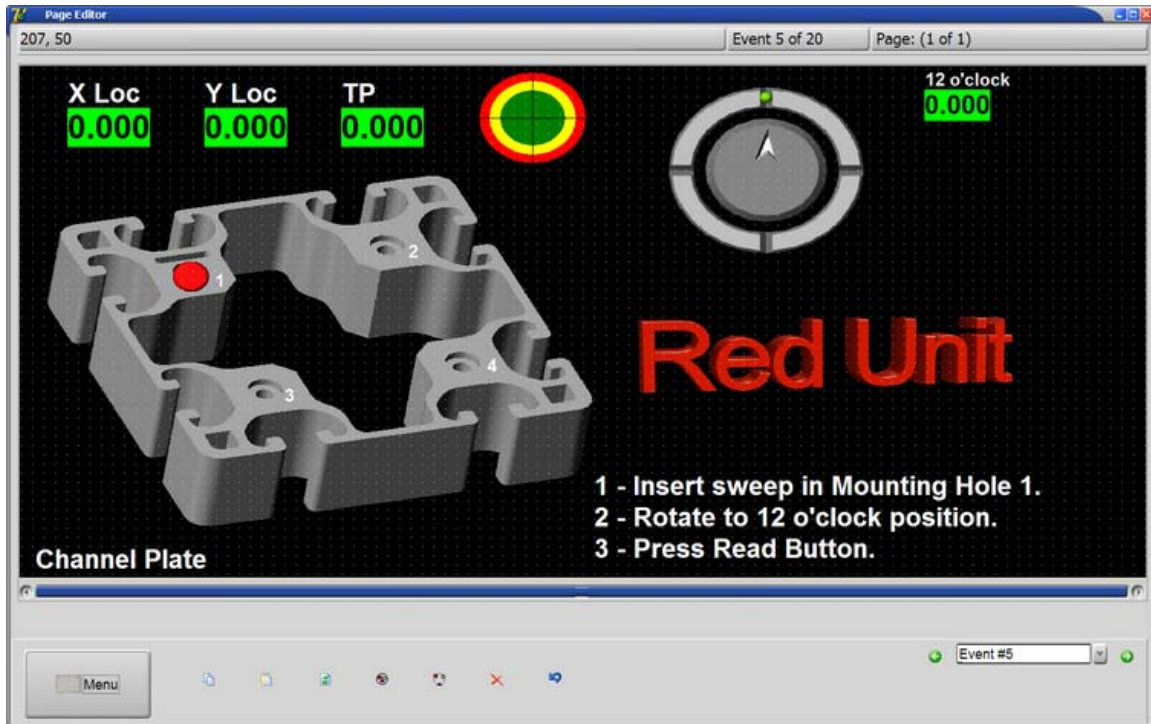 Page Editor
207, 50
Event 5 of 20
Page: (1 of 1)
X Loc
Y Loc
TP
12 o'clock
0.000
0.000
0.000
0.000
1
2
3
4
Red Unit
1 - Insert sweep in Mounting Hole 1.
2 - Rotate to 12 o'clock position.
3 - Press Read Button.
Channel Plate
Menu
Event #5